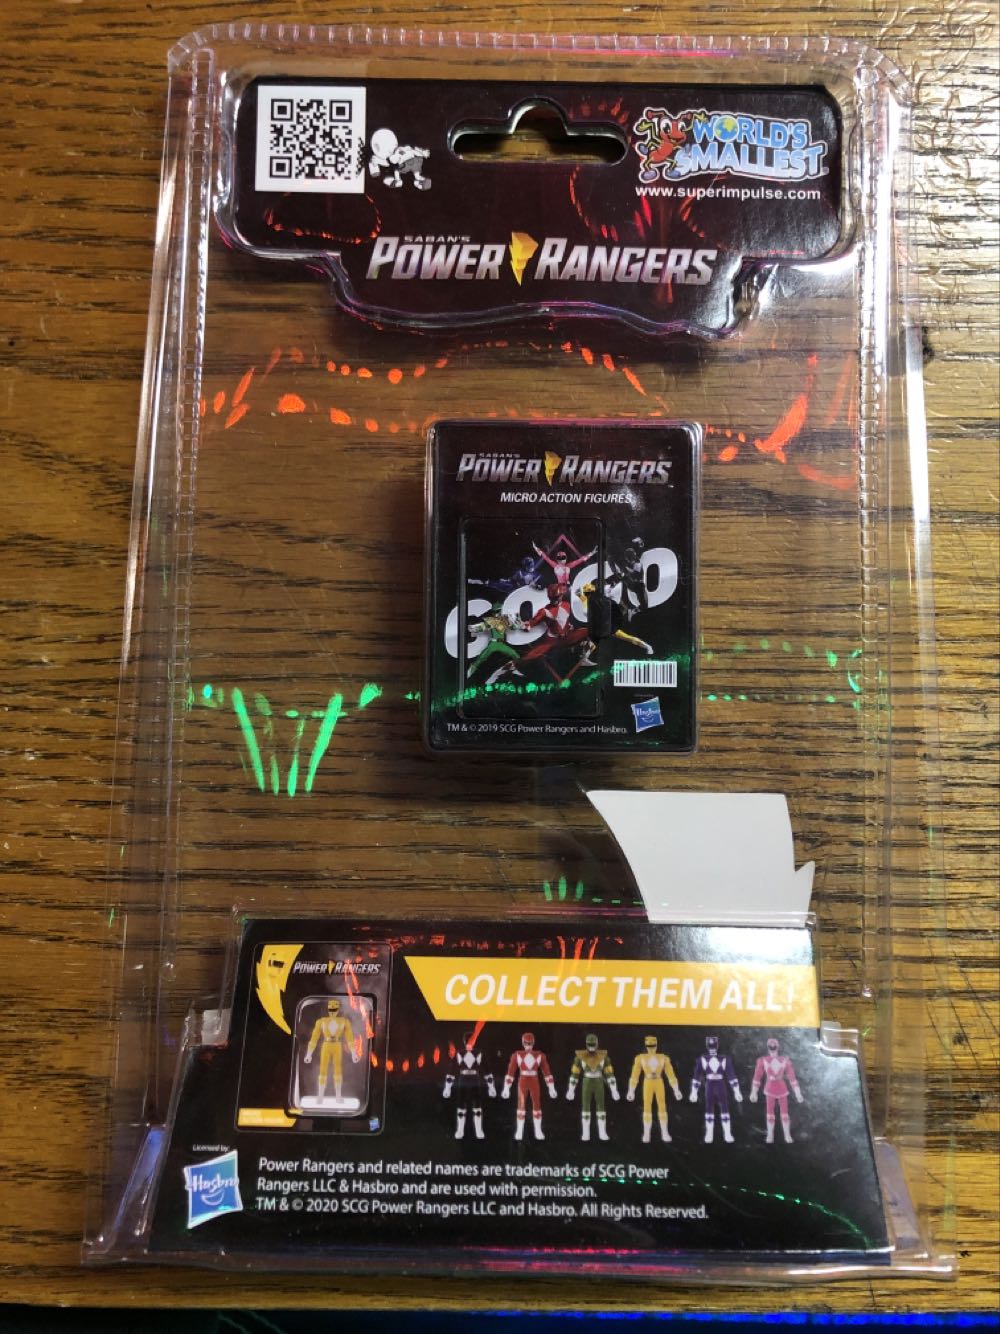 WORLD'S
SMALLEST
www.superimpulse.com
SABAN'S
POWER RANGERS
SABAN'S
POWER RANGERS
MICRO ACTION FIGURES
GO GO
Hasbro
TM & © 2019 SCG Power Rangers and Hasbro.
POWER RANGERS
COLLECT THEM ALL!
Licensed by:
Hasbro
Power Rangers and related names are trademarks of SCG Power
Rangers LLC & Hasbro and are used with permission.
TM & © 2020 SCG Power Rangers LLC and Hasbro. All Rights Reserved.